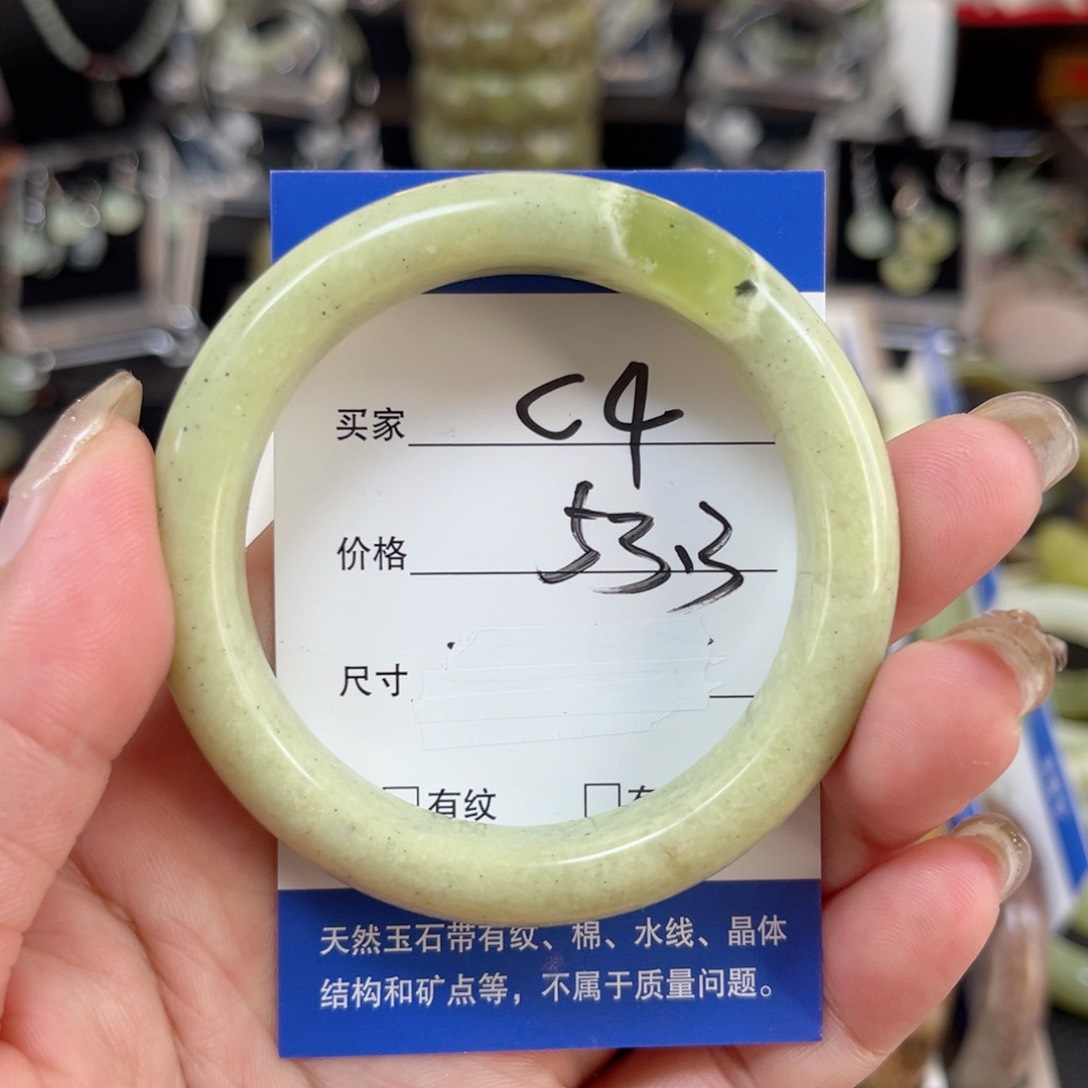 买家 C4
价格 53.3
尺寸
□有纹 □
天然玉石带有纹、棉、水线、晶体
结构和矿点等，不属于质量问题。